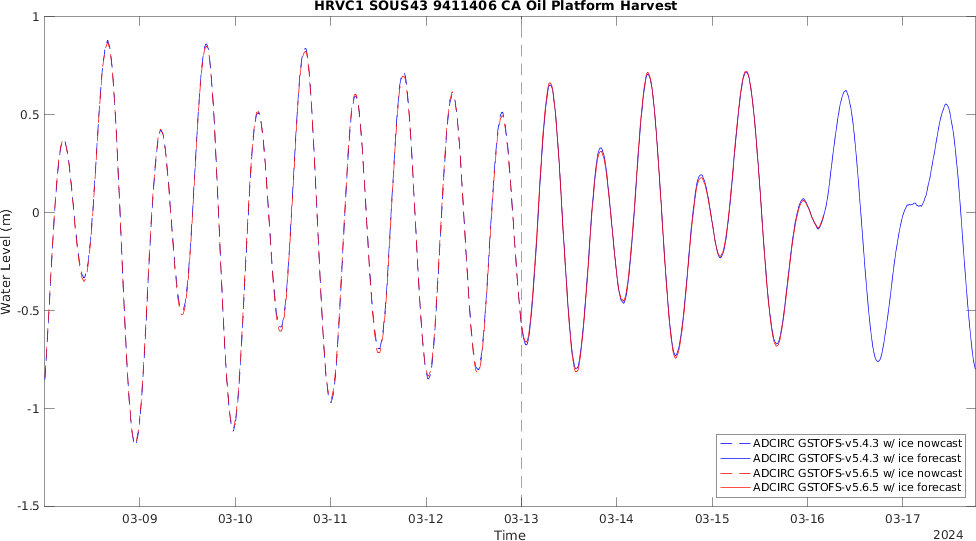 HRVC1 SOUS43 9411406 CA Oil Platform Harvest
Water Level (m)
1
0.5
0
-0.5
-1
-1.5
ADCIRC GSTOFS-v5.4.3 w/ ice nowcast
ADCIRC GSTOFS-v5.4.3 w/ ice forecast
ADCIRC GSTOFS-v5.6.5 w/ ice nowcast
ADCIRC GSTOFS-v5.6.5 w/ ice forecast
03-09 03-10 03-11 03-12 03-13 03-14 03-15 03-16 03-17
Time
2024